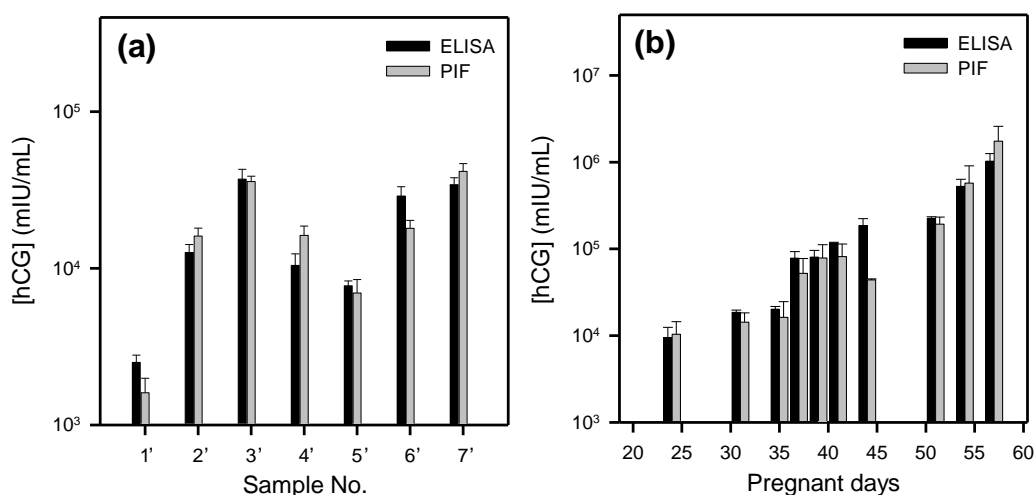 (a)
ELISA
PIF
[hCG] (mIU/mL)
10⁵
10⁴
10³
1’ 2’ 3’ 4’ 5’ 6’ 7’
Sample No.
(b)
ELISA
PIF
[hCG] (mIU/mL)
10⁷
10⁶
10⁵
10⁴
10³
20 25 30 35 40 45 50 55 60
Pregnant days